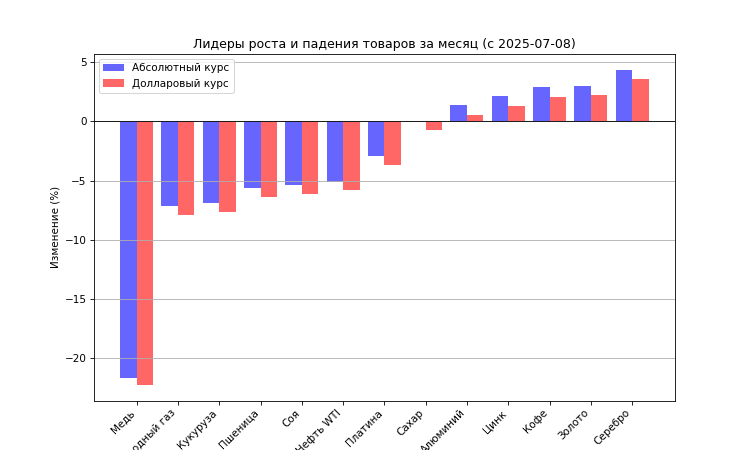 Лидеры роста и падения товаров за месяц (с 2025-07-08)
Абсолютный курс
Долларовый курс
Изменение (%)
5
0
−5
−10
−15
−20
Медь
одный газ
Кукуруза
Пшеница
Соя
Нефть WTI
Платина
Сахар
Алюминий
Цинк
Кофе
Золото
Серебро